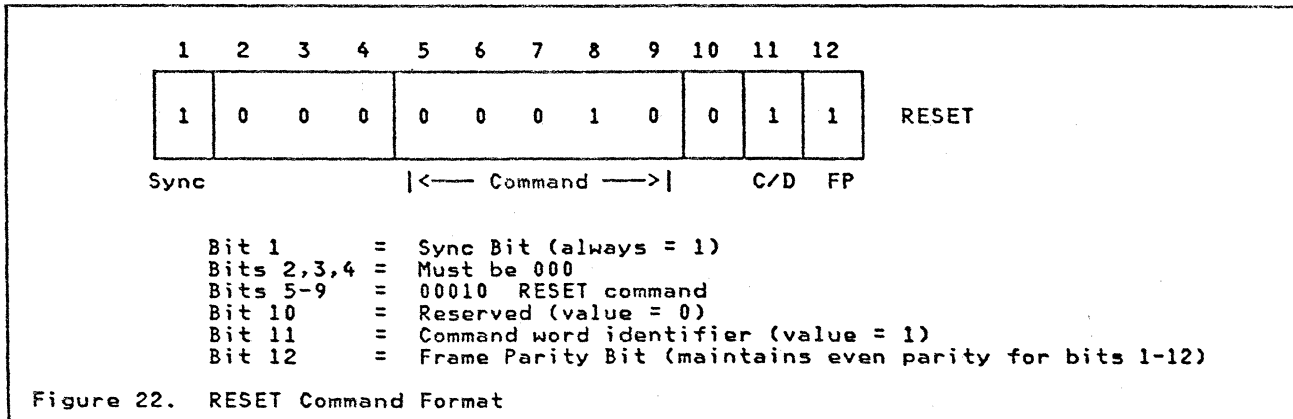 1 2 3 4 5 6 7 8 9 10 11 12
1 0 0 0 0 0 0 1 0 0 1 1 RESET
Sync |<—— Command ——>| C/D FP
Bit 1 = Sync Bit (always = 1)
Bits 2,3,4 = Must be 000
Bits 5-9 = 00010 RESET command
Bit 10 = Reserved (value = 0)
Bit 11 = Command word identifier (value = 1)
Bit 12 = Frame Parity Bit (maintains even parity for bits 1-12)
Figure 22. RESET Command Format